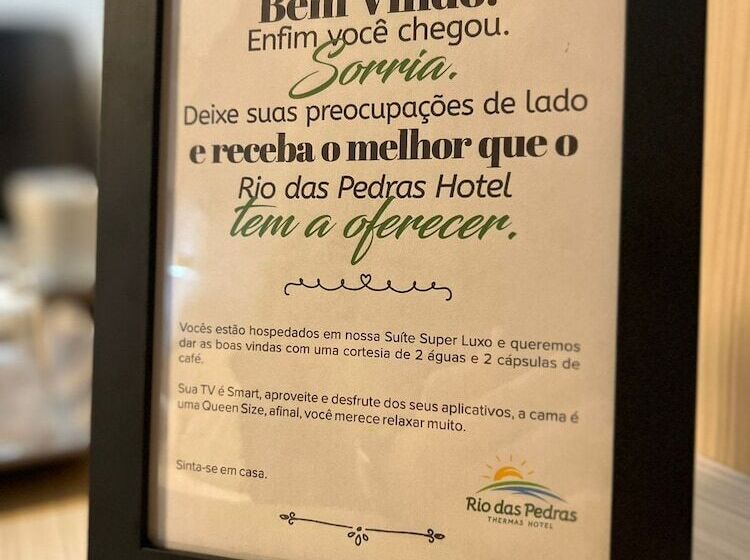 Bem Vindo!
Enfim você chegou.
Sorria.
Deixe suas preocupações de lado
e receba o melhor que o
Rio das Pedras Hotel
tem a oferecer.
Vocês estão hospedados em nossa Suíte Super Luxo e queremos
dar as boas vindas com uma cortesia de 2 águas e 2 cápsulas de
café.
Sua TV é Smart, aproveite e desfrute dos seus aplicativos, a cama é
uma Queen Size, afinal, você merece relaxar muito.
Sinta-se em casa.
Rio das Pedras
THERMAS HOTEL